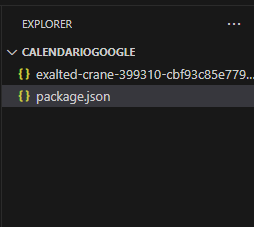 EXPLORER ...
CALENDARIOGOOGLE
{} exalted-crane-399310-cbf93c85e779...
{} package.json